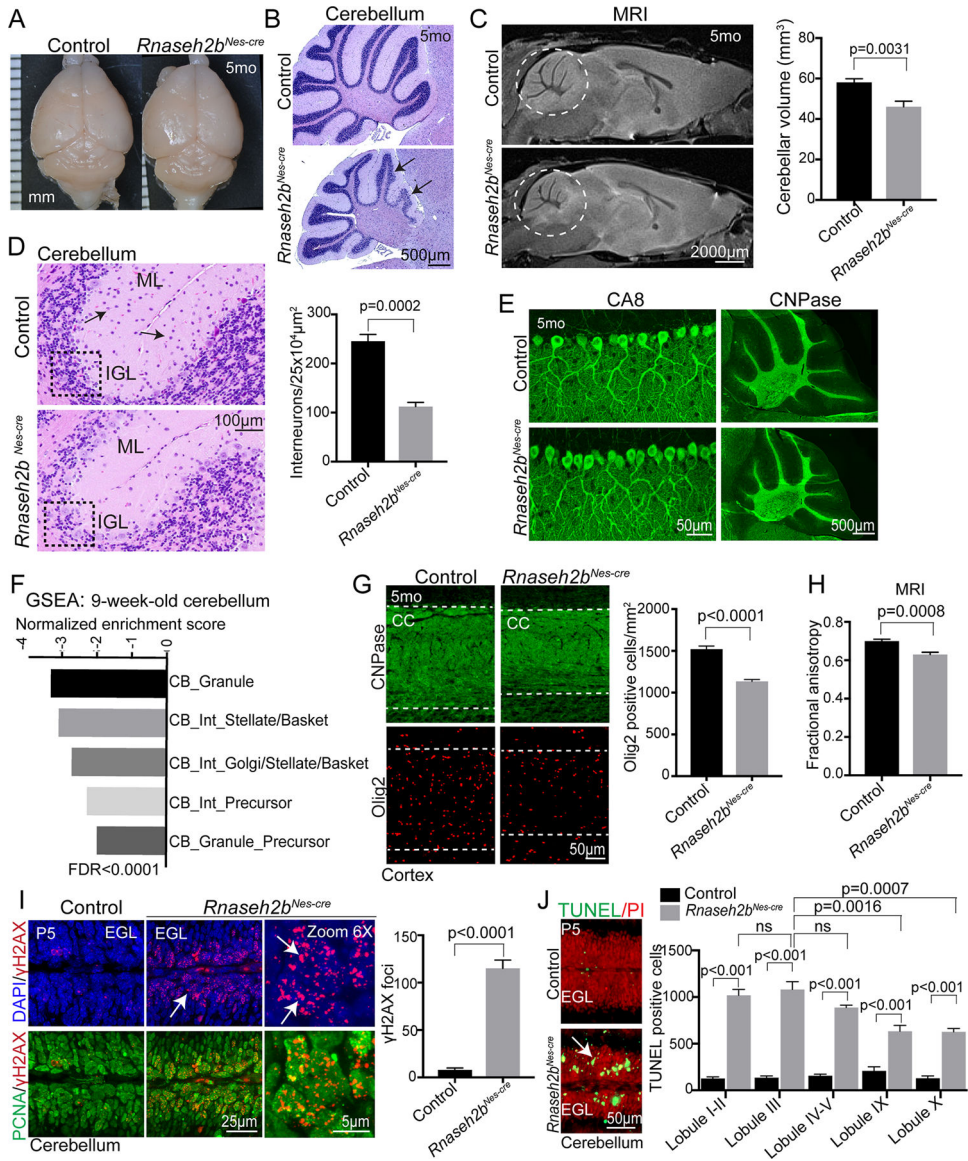 A
Control Rnaseh2b^Nes-cre
5mo
mm
B
Cerebellum
Control
5mo
Rnaseh2b^Nes-cre
500µm
C
MRI
Control
5mo
Rnaseh2b^Nes-cre
2000µm
Cerebellar volume (mm³)
80
60
40
20
0
p=0.0031
Control
Rnaseh2b^Nes-cre
D
Cerebellum
Control
ML
IGL
100µm
Rnaseh2b^Nes-cre
ML
IGL
Interneurons/25x10⁴µm²
300
200
100
0
p=0.0002
Control
Rnaseh2b^Nes-cre
E
CA8 CNPase
Control
5mo
Rnaseh2b^Nes-cre
50µm
500µm
F
GSEA: 9-week-old cerebellum
Normalized enrichment score
-4 -3 -2 -1 0
CB_Granule
CB_Int_Stellate/Basket
CB_Int_Golgi/Stellate/Basket
CB_Int_Precursor
CB_Granule_Precursor
FDR<0.0001
G
Control Rnaseh2b^Nes-cre
CNPase
5mo
CC
CC
Olig2
50µm
Cortex
Olig2 positive cells/mm²
2000
1500
1000
500
0
p<0.0001
Control
Rnaseh2b^Nes-cre
H
MRI
Fractional anisotropy
0.8
0.6
0.4
0.2
0.0
p=0.0008
Control
Rnaseh2b^Nes-cre
I
Control Rnaseh2b^Nes-cre
DAPI/γH2AX
P5 EGL
EGL
Zoom 6X
PCNA/γH2AX
25µm
5µm
Cerebellum
γH2AX foci
150
100
50
0
p<0.0001
Control
Rnaseh2b^Nes-cre
J
TUNEL/PI
Control
P5
EGL
Rnaseh2b^Nes-cre
EGL
50µm
Cerebellum
Control
Rnaseh2b^Nes-cre
TUNEL positive cells
1500
1000
500
0
p=0.0007
p=0.0016
ns ns
p<0.001
p<0.001
p<0.001
p<0.001
p<0.001
Lobule I-II
Lobule III
Lobule IV-V
Lobule IX
Lobule X